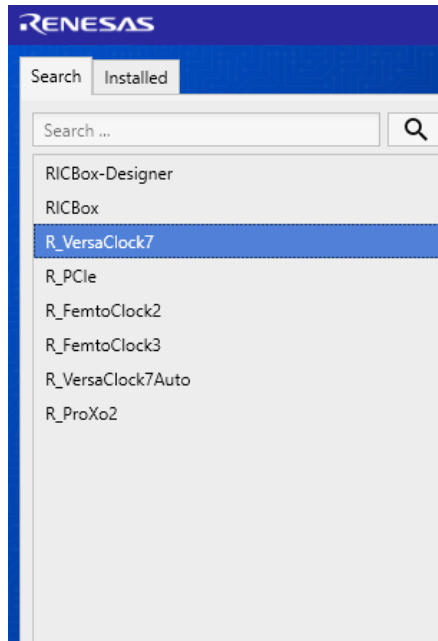 RENESAS
Search Installed
Search ...
RICBox-Designer
RICBox
R_VersaClock7
R_PCIe
R_FemtoClock2
R_FemtoClock3
R_VersaClock7Auto
R_ProXo2